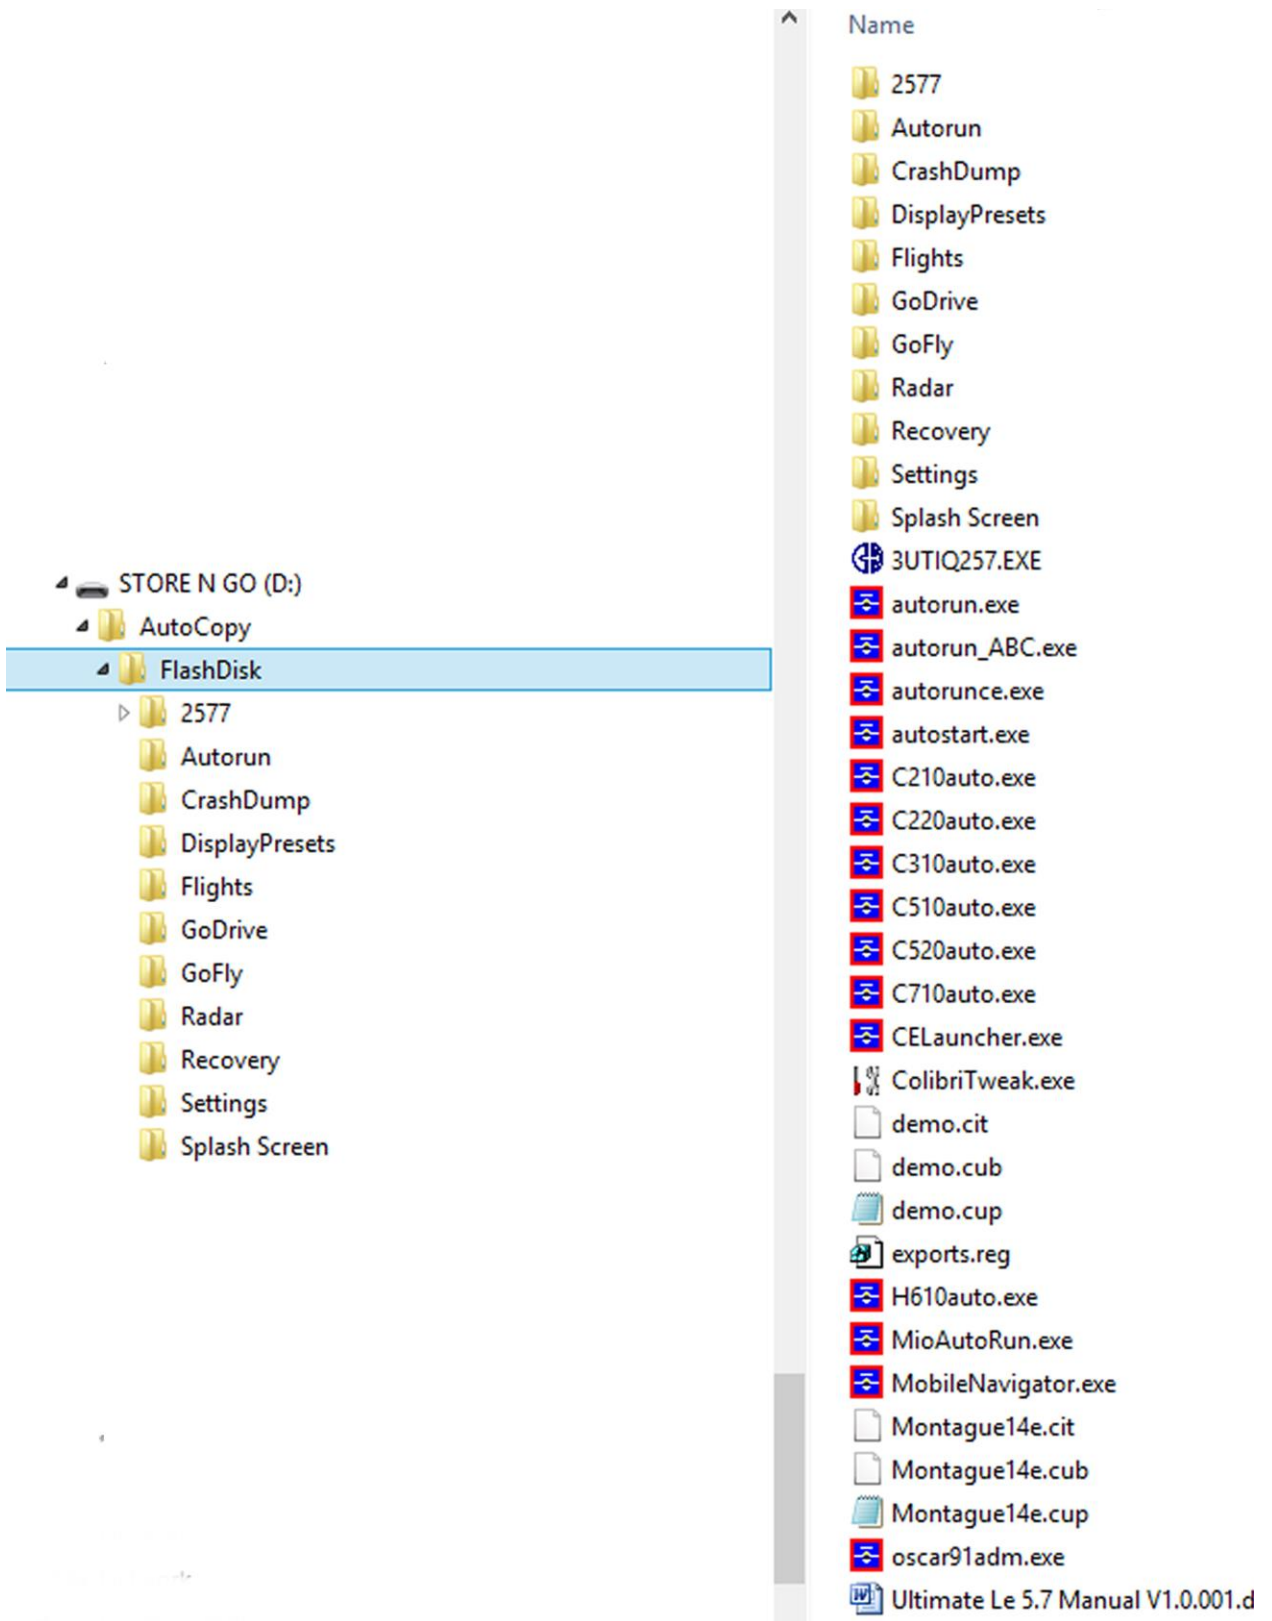 STORE N GO (D:)
AutoCopy
FlashDisk
2577
Autorun
CrashDump
DisplayPresets
Flights
GoDrive
GoFly
Radar
Recovery
Settings
Splash Screen
Name
2577
Autorun
CrashDump
DisplayPresets
Flights
GoDrive
GoFly
Radar
Recovery
Settings
Splash Screen
3UTIQ257.EXE
autorun.exe
autorun_ABC.exe
autorunce.exe
autostart.exe
C210auto.exe
C220auto.exe
C310auto.exe
C510auto.exe
C520auto.exe
C710auto.exe
CELauncher.exe
ColibriTweak.exe
demo.cit
demo.cub
demo.cup
exports.reg
H610auto.exe
MioAutoRun.exe
MobileNavigator.exe
Montague14e.cit
Montague14e.cub
Montague14e.cup
oscar91adm.exe
Ultimate Le 5.7 Manual V1.0.001.d